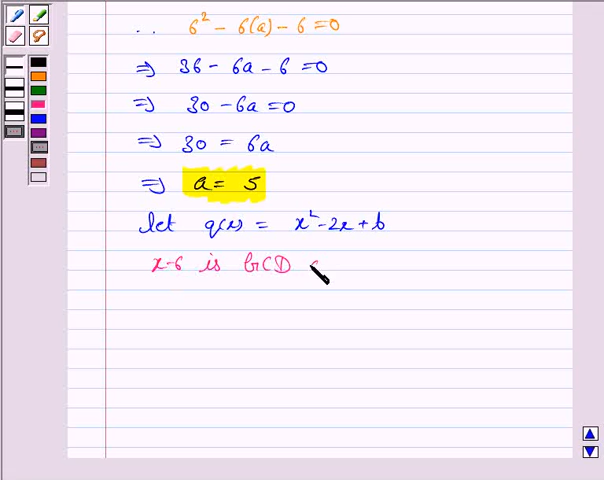 ∴ 6² - 6(a) - 6 = 0
⇒ 36 - 6a - 6 = 0
⇒ 30 - 6a = 0
⇒ 30 = 6a
⇒ a = 5
let q(x) = x² - 2x + b
x-6 is GCD